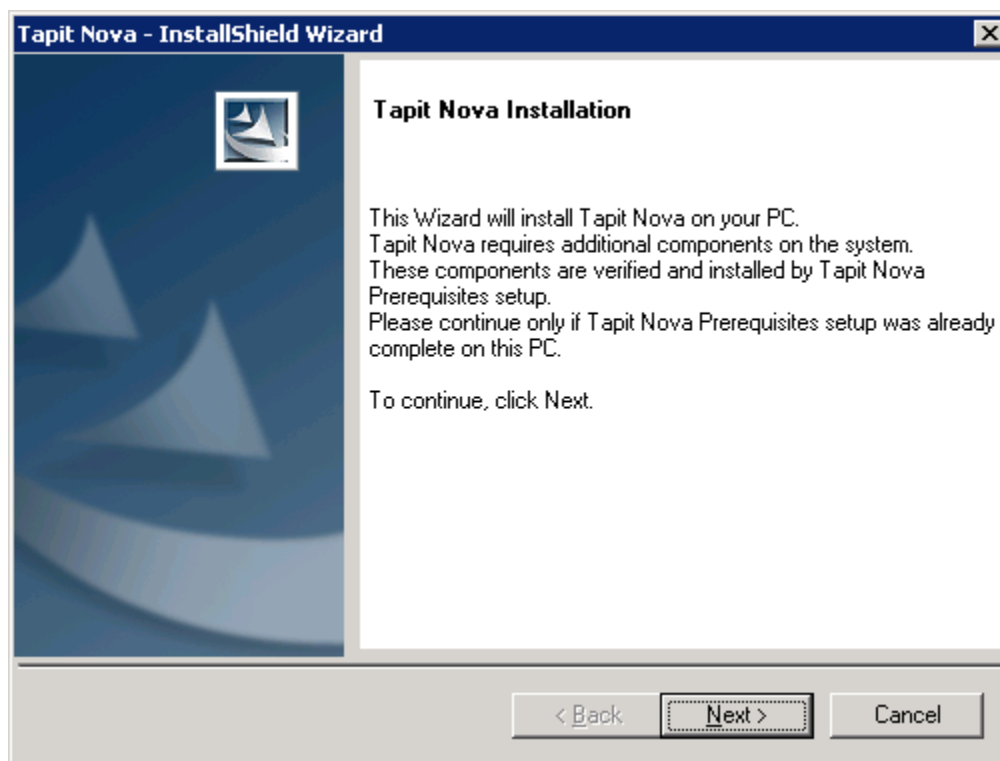 Tapit Nova - InstallShield Wizard
Tapit Nova Installation
This Wizard will install Tapit Nova on your PC.
Tapit Nova requires additional components on the system.
These components are verified and installed by Tapit Nova
Prerequisites setup.
Please continue only if Tapit Nova Prerequisites setup was already
complete on this PC.
To continue, click Next.
< Back
Next >
Cancel